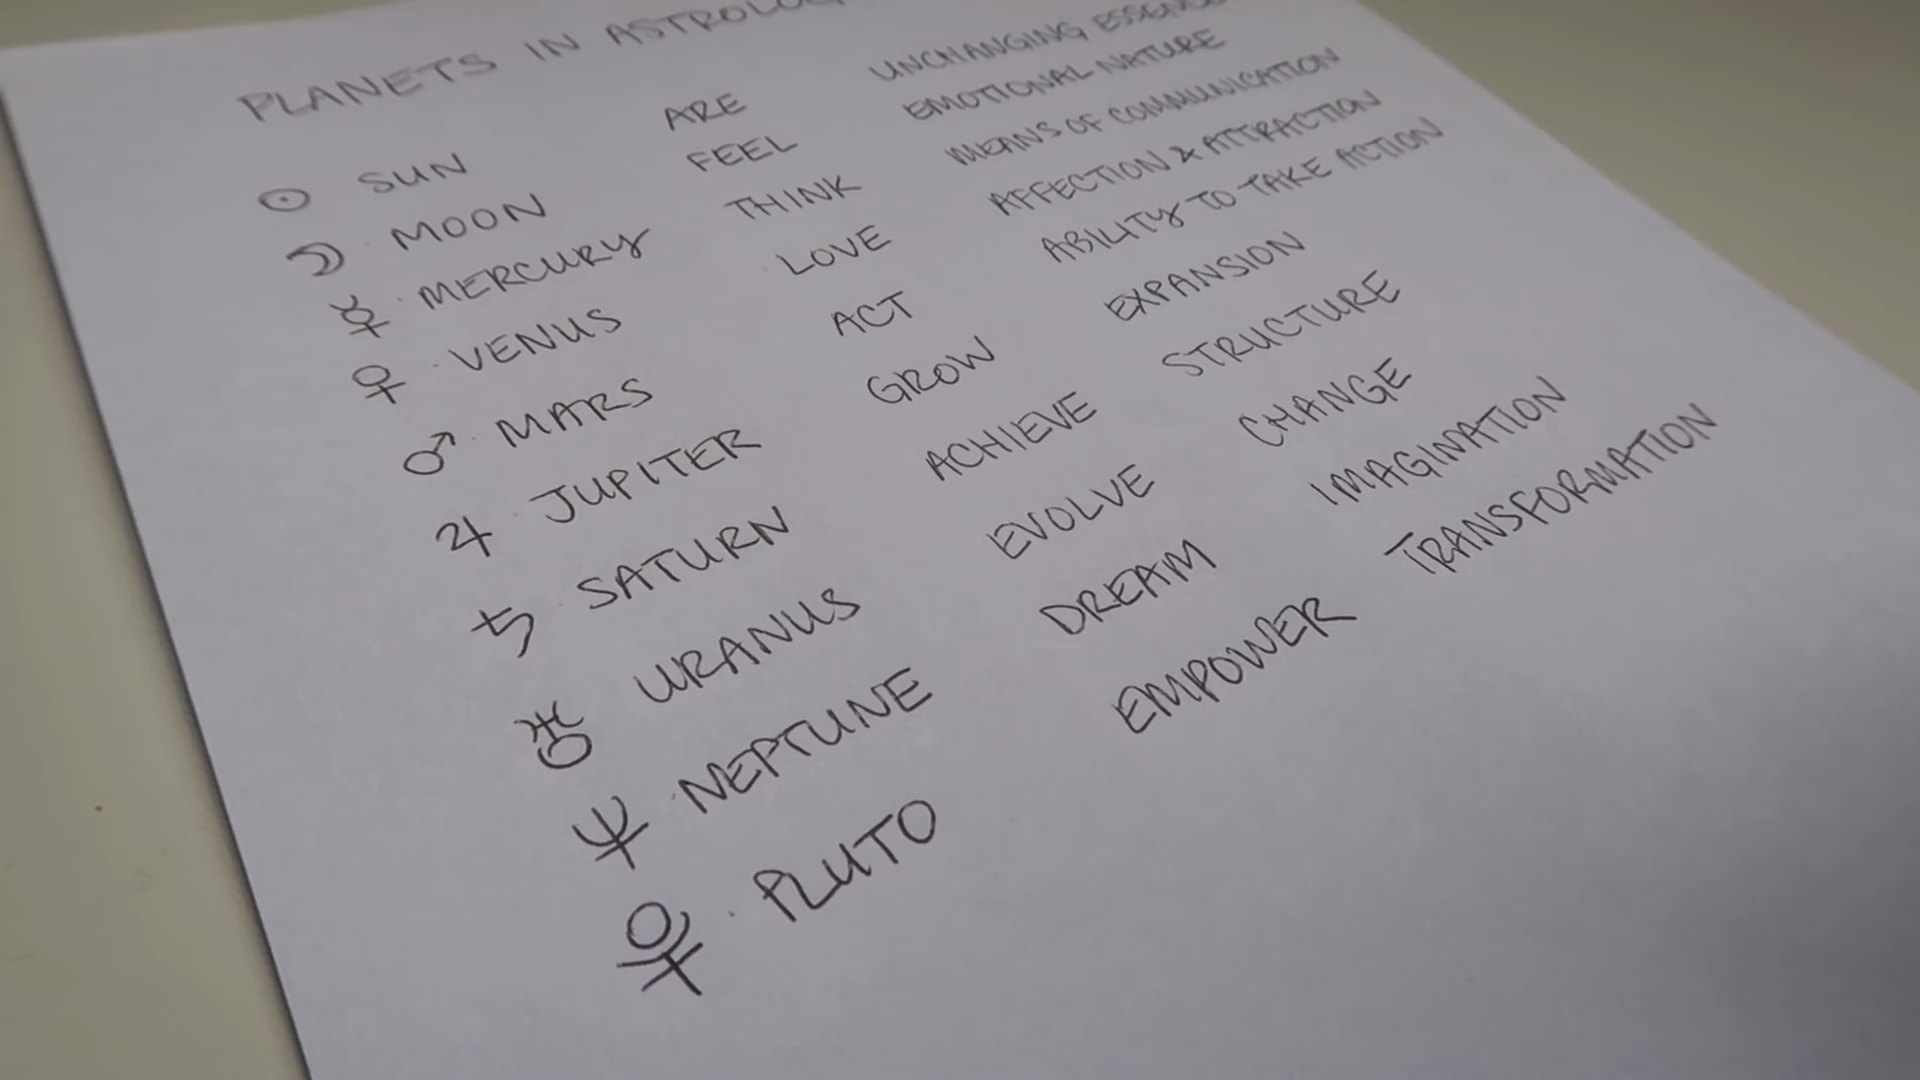 PLANETS IN ASTROLO
☉ SUN ARE UNCHANGING ESSENC
☽ MOON FEEL EMOTIONAL NATURE
☿ MERCURY THINK MEANS OF COMMUNICATION
♀ VENUS LOVE AFFECTION & ATTRACTION
♂ MARS ACT ABILITY TO TAKE ACTION
♃ JUPITER GROW EXPANSION
♄ SATURN ACHIEVE STRUCTURE
♅ URANUS EVOLVE CHANGE
♆ NEPTUNE DREAM IMAGINATION
♇ PLUTO EMPOWER TRANSFORMATION